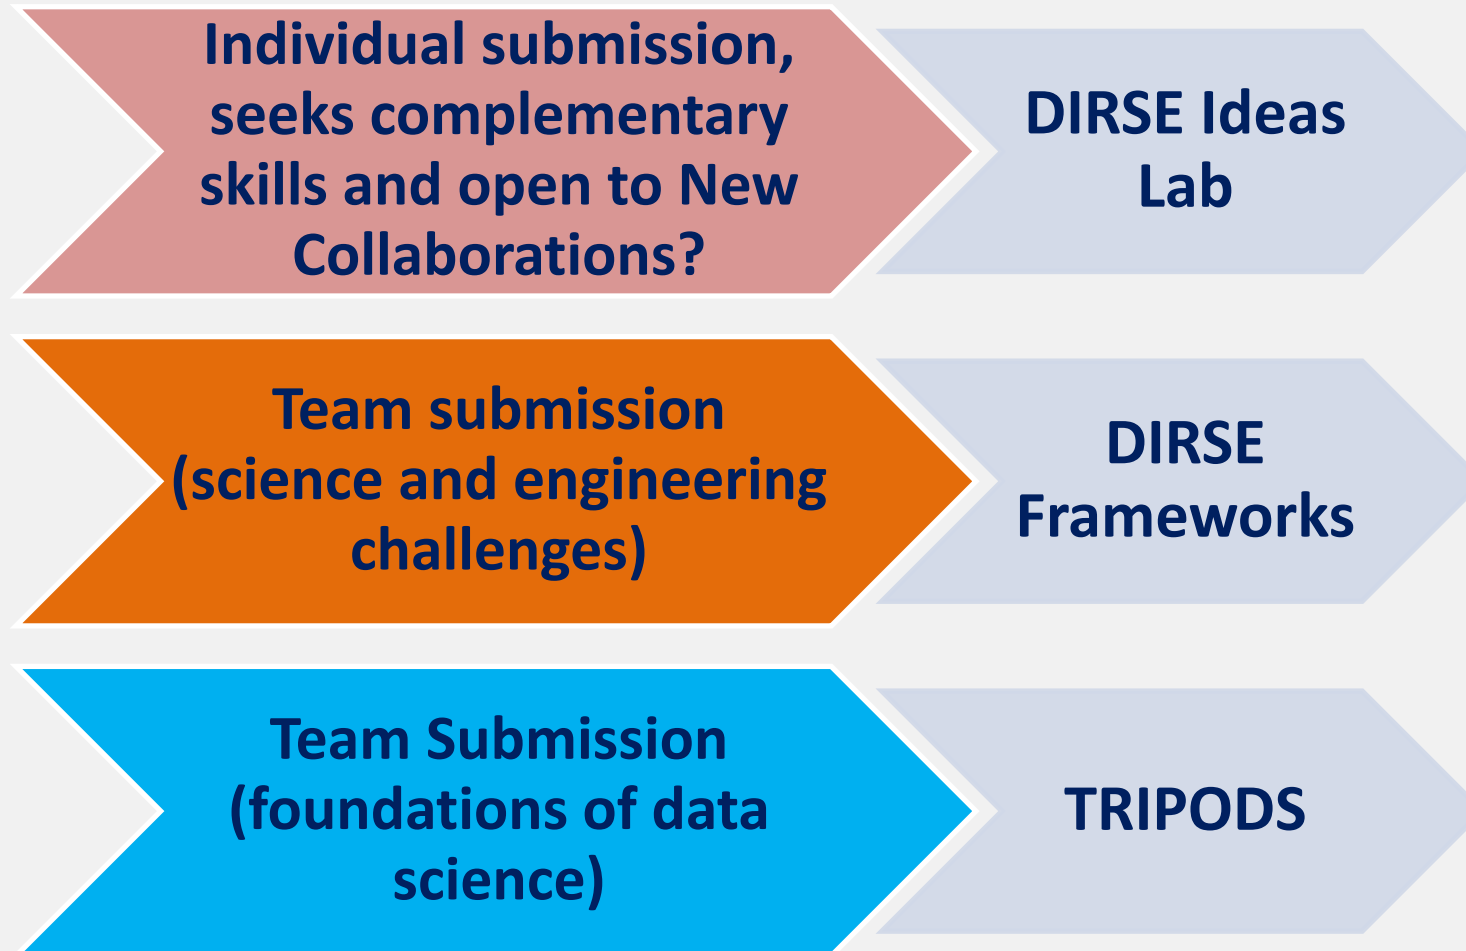 Individual submission,
seeks complementary
skills and open to New
Collaborations?
DIRSE Ideas
Lab
Team submission
(science and engineering
challenges)
DIRSE
Frameworks
Team Submission
(foundations of data
science)
TRIPODS